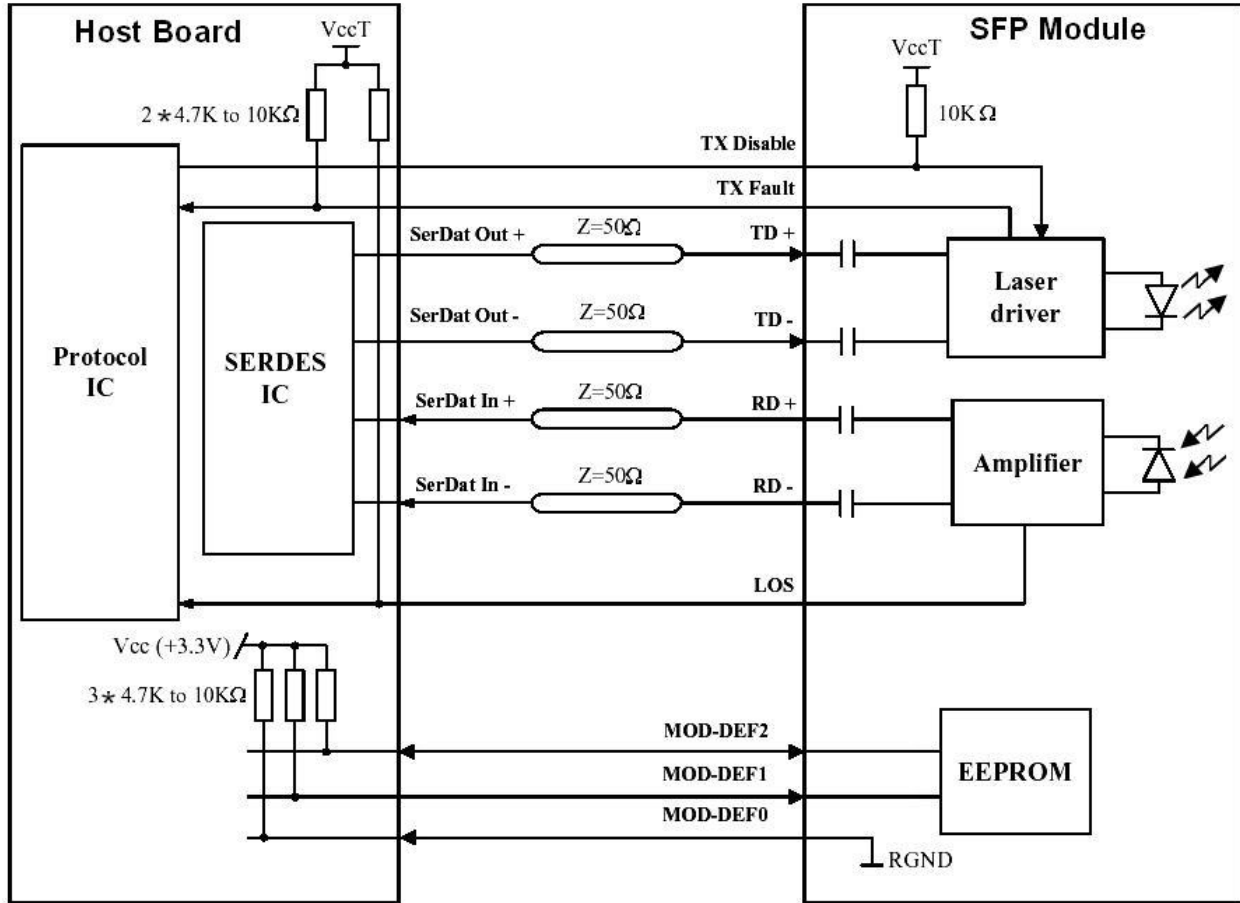 Host Board
SFP Module
VccT
VccT
2*4.7K to 10KΩ
10KΩ
TX Disable
TX Fault
SerDat Out +
Z=50Ω
TD +
Laser
driver
SerDat Out -
Z=50Ω
TD -
Protocol
IC
SERDES
IC
SerDat In +
Z=50Ω
RD +
Amplifier
SerDat In -
Z=50Ω
RD -
LOS
Vcc (+3.3V)
3* 4.7K to 10KΩ
MOD-DEF2
MOD-DEF1
MOD-DEF0
EEPROM
RGND